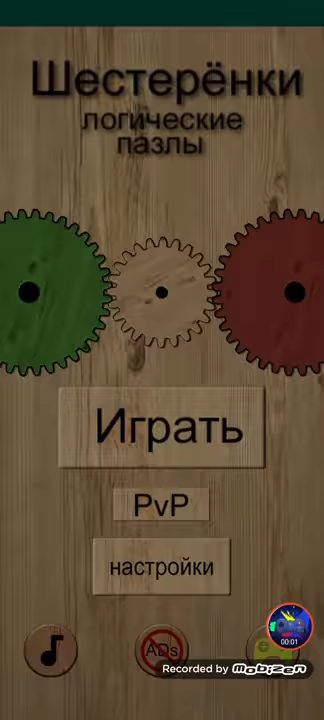 Шестерёнки
логические
пазлы
Играть
PvP
настройки
ADs
00:01
Recorded by mobizen